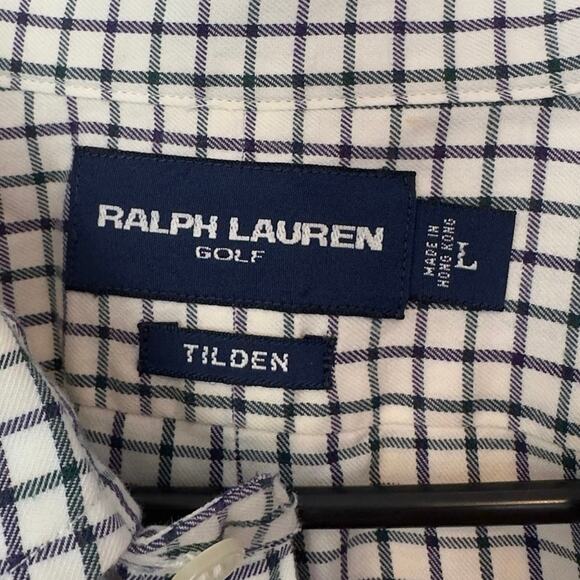 RALPH LAUREN
GOLF
MADE IN
HONG KONG
L
TILDEN